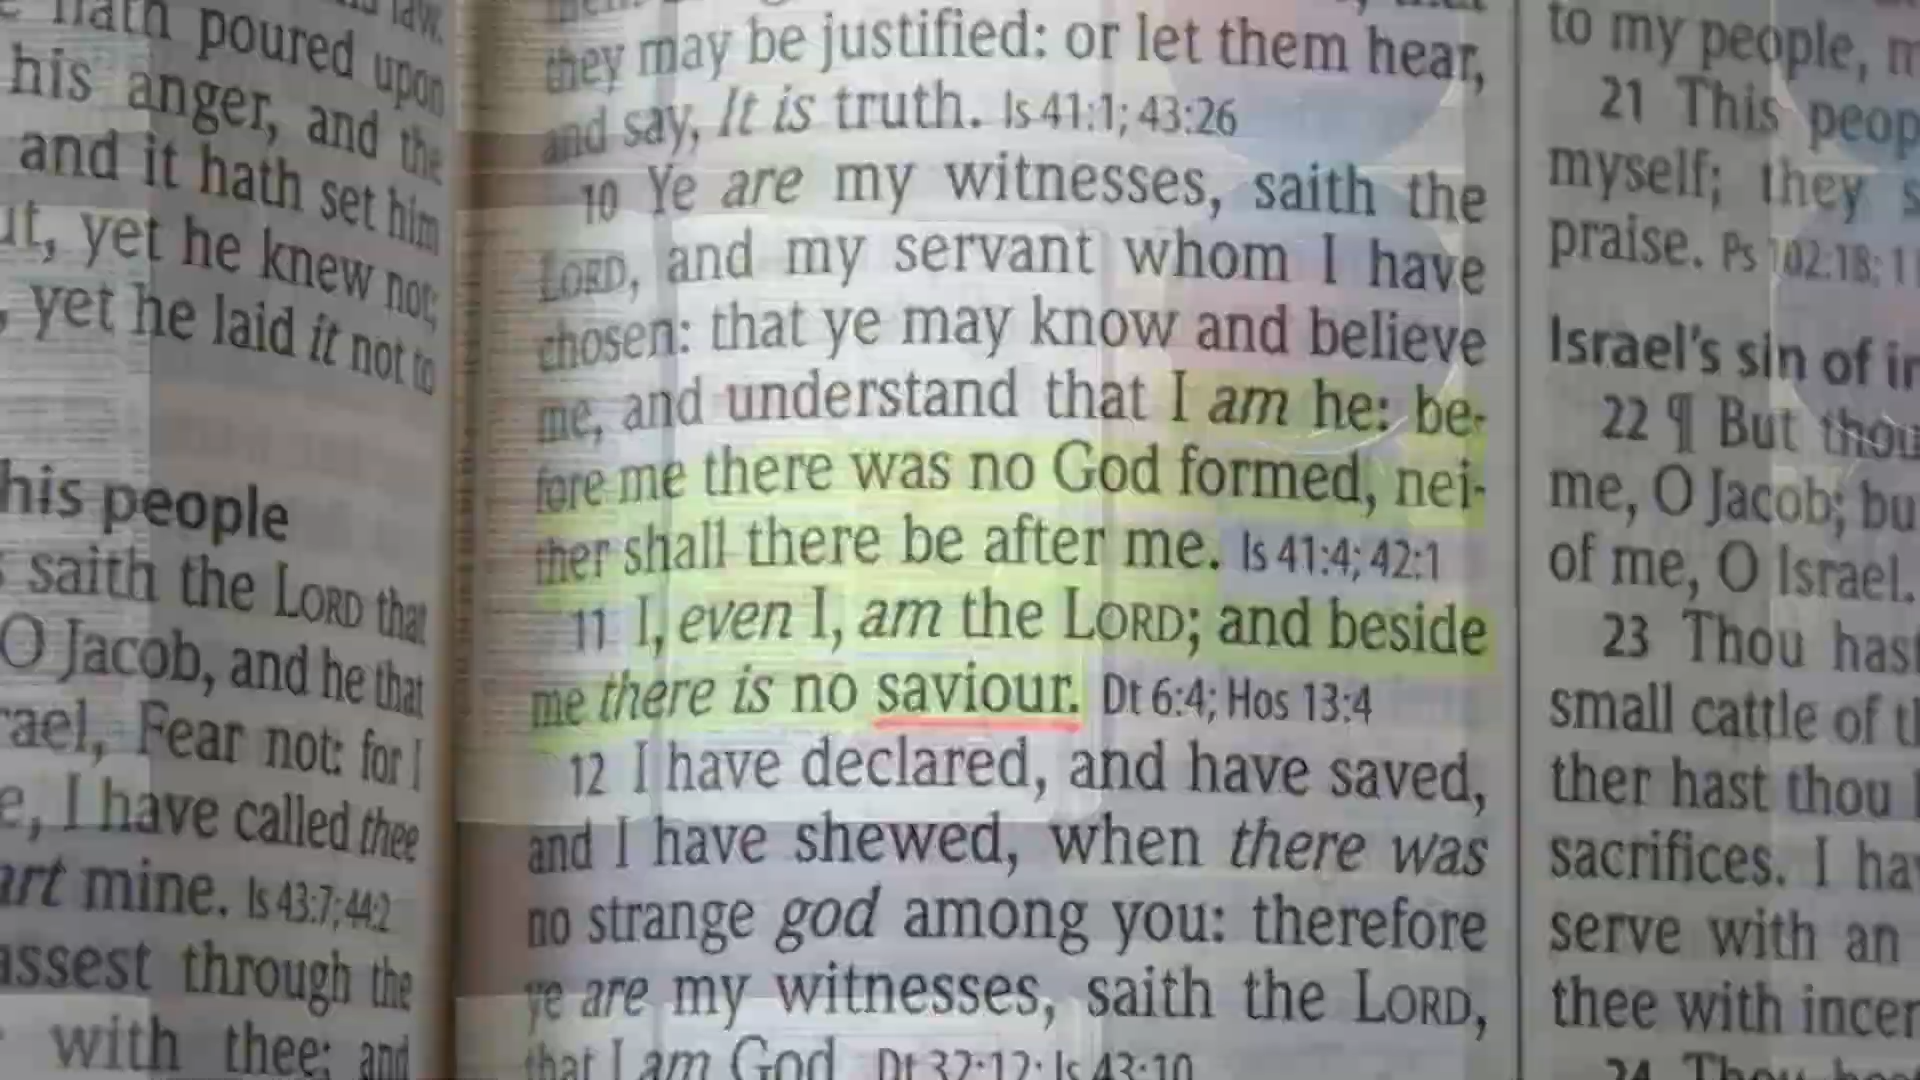 law.
hath poured upon
his anger, and the
and it hath set him
yet he knew not;
yet he laid it not to
his people
saith the LORD that
O Jacob, and he that
Fear not: for I
I have called thee
art mine. Is 43:7; 44:2
through the
with thee; and
they may be justified: or let them hear,
and say, It is truth. Is 41:1; 43:26
10 Ye are my witnesses, saith the
LORD, and my servant whom I have
chosen: that ye may know and believe
me, and understand that I am he: be-
fore me there was no God formed, nei-
ther shall there be after me. Is 41:4; 42:1
11 I, even I, am the LORD; and beside
me there is no saviour. Dt 6:4; Hos 13:4
12 I have declared, and have saved,
and I have shewed, when there was
no strange god among you: therefore
ye are my witnesses, saith the LORD,
that I am God Dt 32:12; Is 43:10
to my people, m
21 This peop
myself; they s
praise. Ps 102:18; 1
Israel's sin of in
22 ¶ But thou
me, O Jacob; bu
of me, O Israel.
23 Thou hast
small cattle of th
ther hast thou
sacrifices. I hav
serve with an
thee with incen
24 Thou